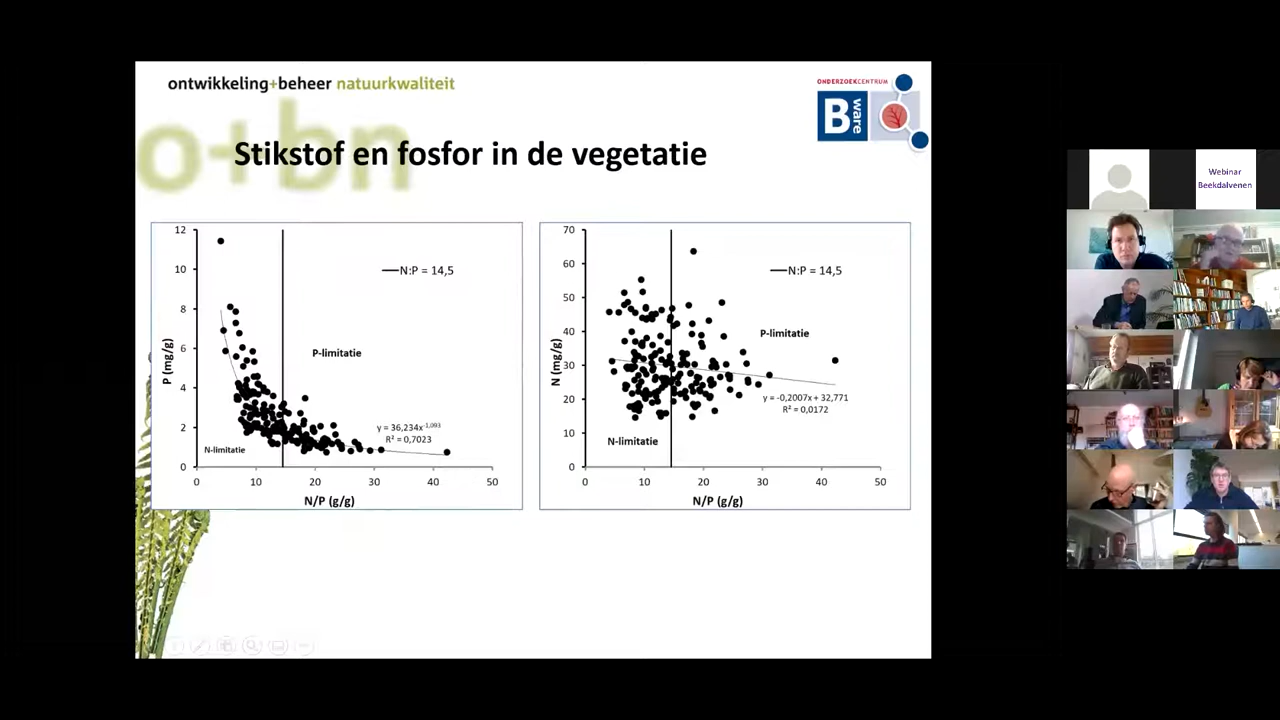 ontwikkeling+beheer natuurkwaliteit
ONDERZOEKCENTRUM
B ware
o+bn
Stikstof en fosfor in de vegetatie
12
10
8
6
4
2
0
P (mg/g)
N:P = 14,5
P-limitatie
y = 36,234x^-1,093
R² = 0,7023
N-limitatie
0 10 20 30 40 50
N/P (g/g)
70
60
50
40
30
20
10
0
N (mg/g)
N:P = 14,5
P-limitatie
y = -0,2007x + 32,771
R² = 0,0172
N-limitatie
0 10 20 30 40 50
N/P (g/g)
Webinar
Beekdalvenen